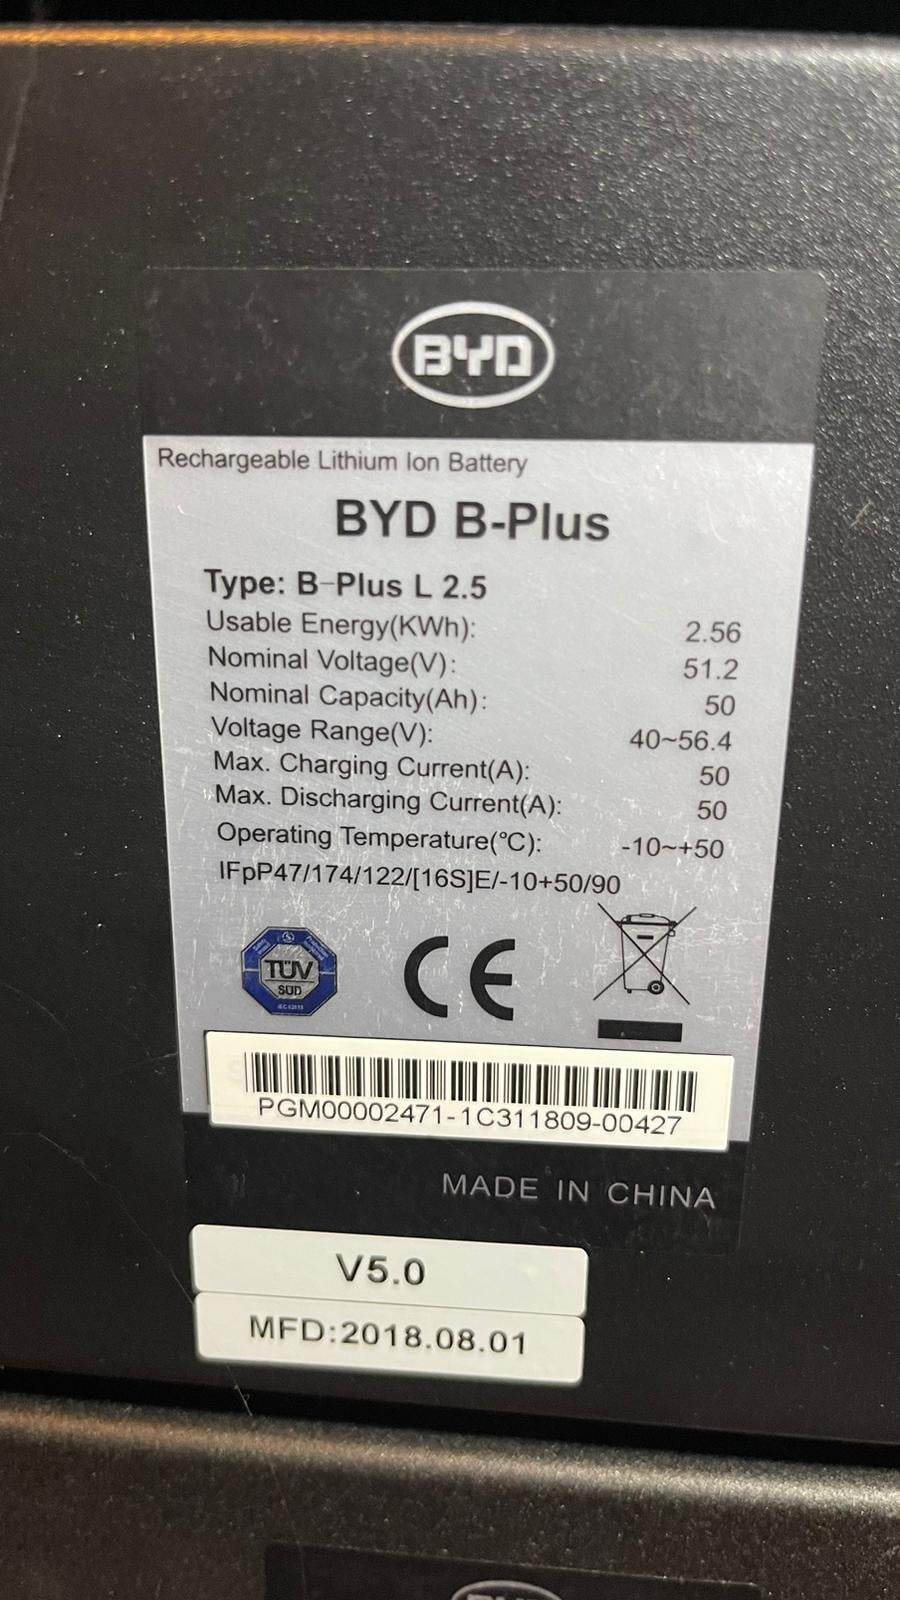 BYD
Rechargeable Lithium Ion Battery
BYD B-Plus
Type: B-Plus L 2.5
Usable Energy(KWh): 2.56
Nominal Voltage(V): 51.2
Nominal Capacity(Ah): 50
Voltage Range(V): 40~56.4
Max. Charging Current(A): 50
Max. Discharging Current(A): 50
Operating Temperature(°C): -10~+50
IFpP47/174/122/[16S]E/-10+50/90
TÜV
SÜD
CE
PGM00002471-1C311809-00427
MADE IN CHINA
V5.0
MFD:2018.08.01
BYD